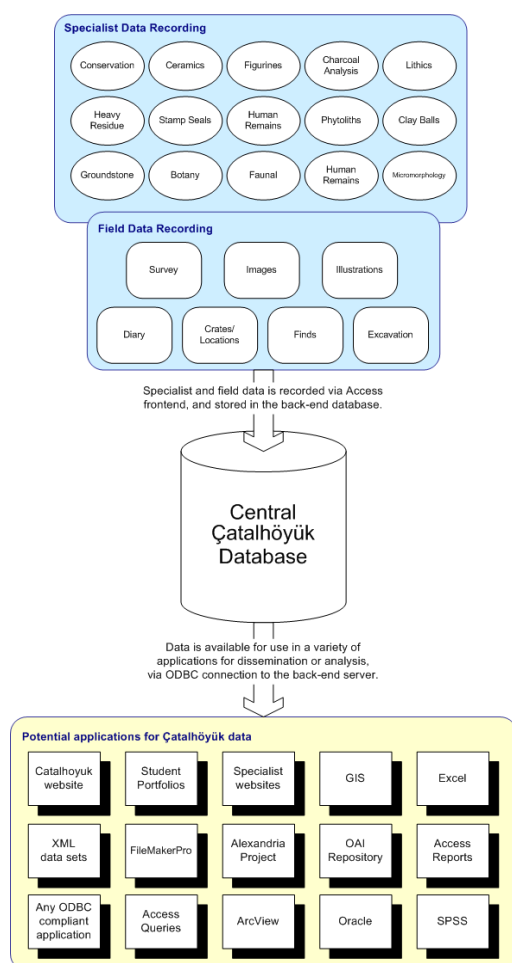 Specialist Data Recording
Conservation
Ceramics
Figurines
Charcoal
Analysis
Lithics
Heavy
Residue
Stamp Seals
Human
Remains
Phytoliths
Clay Balls
Groundstone
Botany
Faunal
Human
Remains
Micromorphology
Field Data Recording
Survey
Images
Illustrations
Diary
Crates/
Locations
Finds
Excavation
Specialist and field data is recorded via Access
frontend, and stored in the back-end database.
Central
Çatalhöyük
Database
Data is available for use in a variety of
applications for dissemination or analysis,
via ODBC connection to the back-end server.
Potential applications for Çatalhöyük data
Catalhoyuk
website
Student
Portfolios
Specialist
websites
GIS
Excel
XML
data sets
FileMakerPro
Alexandria
Project
OAI
Repository
Access
Reports
Any ODBC
compliant
application
Access
Queries
ArcView
Oracle
SPSS